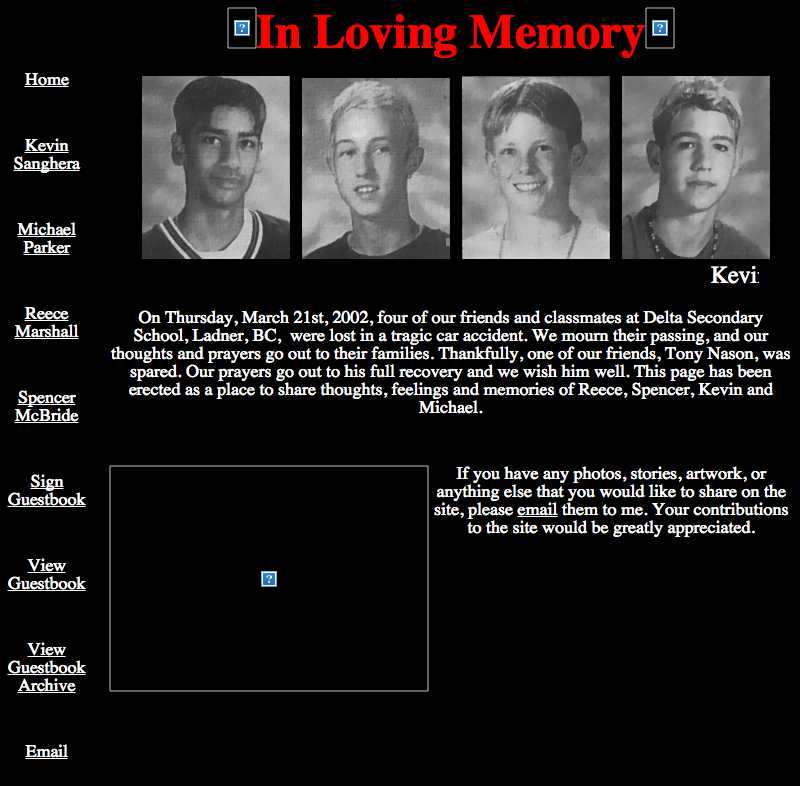 In Loving Memory
Home
Kevin
Sanghera
Michael
Parker
Reece
Marshall
Spencer
McBride
Sign
Guestbook
View
Guestbook
View
Guestbook
Archive
Email
Kevi
On Thursday, March 21st, 2002, four of our friends and classmates at Delta Secondary
School, Ladner, BC, were lost in a tragic car accident. We mourn their passing, and our
thoughts and prayers go out to their families. Thankfully, one of our friends, Tony Nason, was
spared. Our prayers go out to his full recovery and we wish him well. This page has been
erected as a place to share thoughts, feelings and memories of Reece, Spencer, Kevin and
Michael.
If you have any photos, stories, artwork, or
anything else that you would like to share on the
site, please email them to me. Your contributions
to the site would be greatly appreciated.